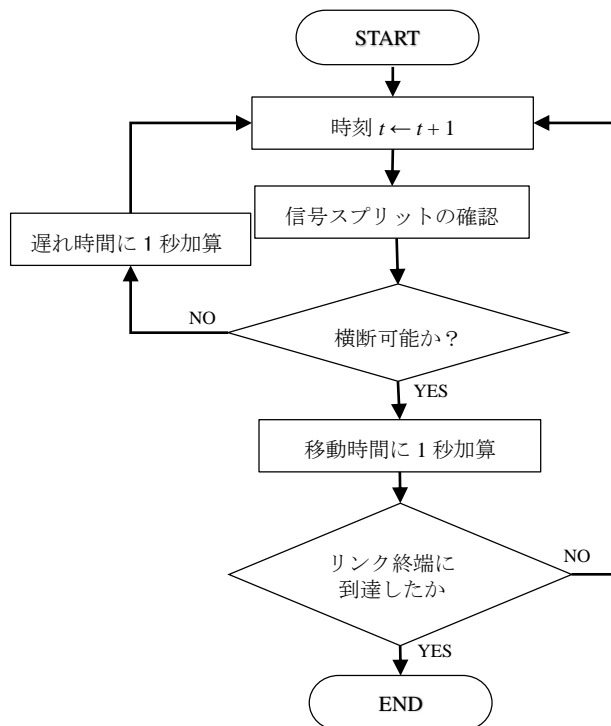 START
時刻 t ← t + 1
信号スプリットの確認
遅れ時間に 1 秒加算
NO
横断可能か？
YES
移動時間に 1 秒加算
リンク終端に
到達したか
NO
YES
END